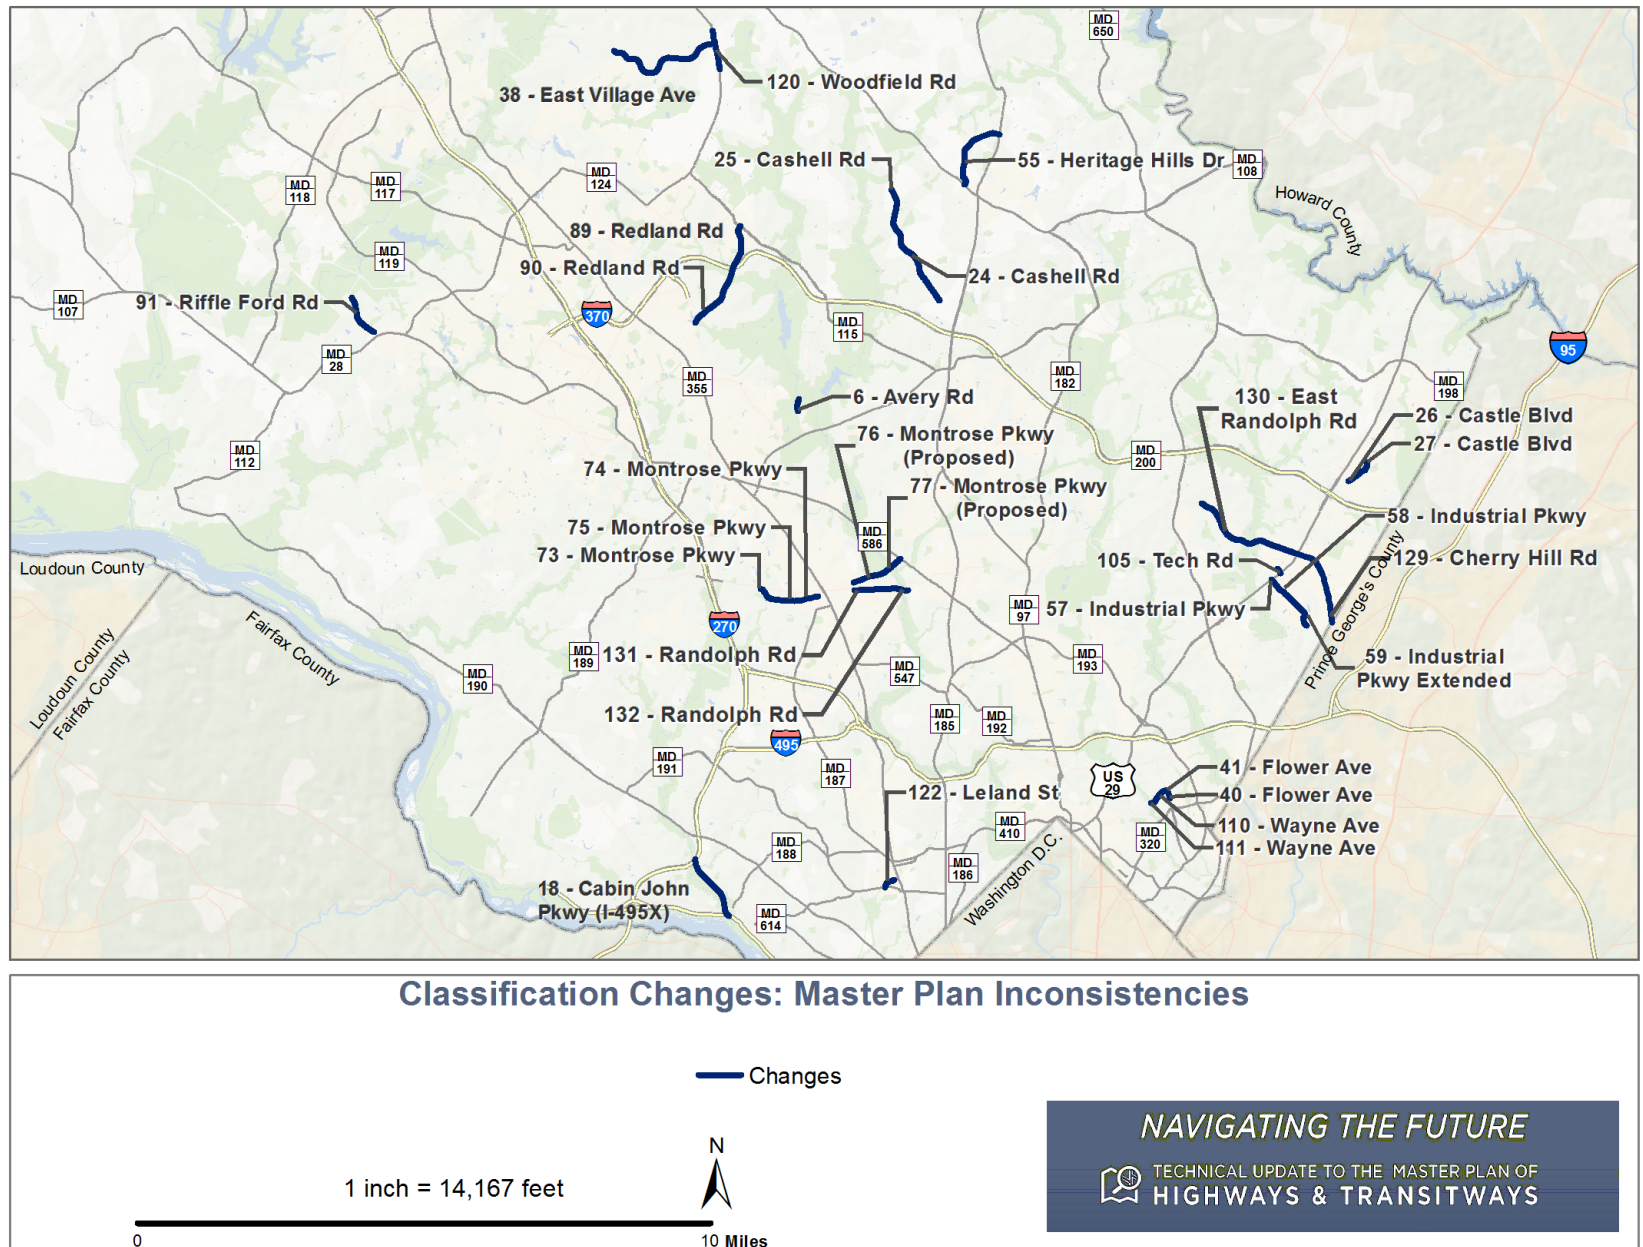 MD
650
120 - Woodfield Rd
38 - East Village Ave
25 - Cashell Rd
55 - Heritage Hills Dr
MD
108
MD
124
MD
118
MD
117
Howard County
89 - Redland Rd
MD
119
90 - Redland Rd
24 - Cashell Rd
MD
107
91 - Riffle Ford Rd
370
MD
115
95
MD
28
MD
355
MD
182
MD
198
6 - Avery Rd
130 - East
Randolph Rd
26 - Castle Blvd
27 - Castle Blvd
76 - Montrose Pkwy
(Proposed)
MD
112
MD
200
74 - Montrose Pkwy
77 - Montrose Pkwy
(Proposed)
58 - Industrial Pkwy
75 - Montrose Pkwy
MD
586
73 - Montrose Pkwy
105 - Tech Rd
129 - Cherry Hill Rd
Loudoun County
57 - Industrial Pkwy
MD
97
270
Fairfax County
Prince George's County
MD
189
131 - Randolph Rd
MD
193
59 - Industrial
Pkwy Extended
MD
547
MD
190
Loudoun County
Fairfax County
132 - Randolph Rd
MD
185
MD
192
495
MD
191
MD
187
US
29
41 - Flower Ave
40 - Flower Ave
122 - Leland St
110 - Wayne Ave
111 - Wayne Ave
MD
410
MD
320
MD
188
MD
186
Washington D.C.
18 - Cabin John
Pkwy (I-495X)
MD
614
Classification Changes: Master Plan Inconsistencies
Changes
NAVIGATING THE FUTURE
TECHNICAL UPDATE TO THE MASTER PLAN OF
HIGHWAYS & TRANSITWAYS
N
1 inch = 14,167 feet
0
10 Miles